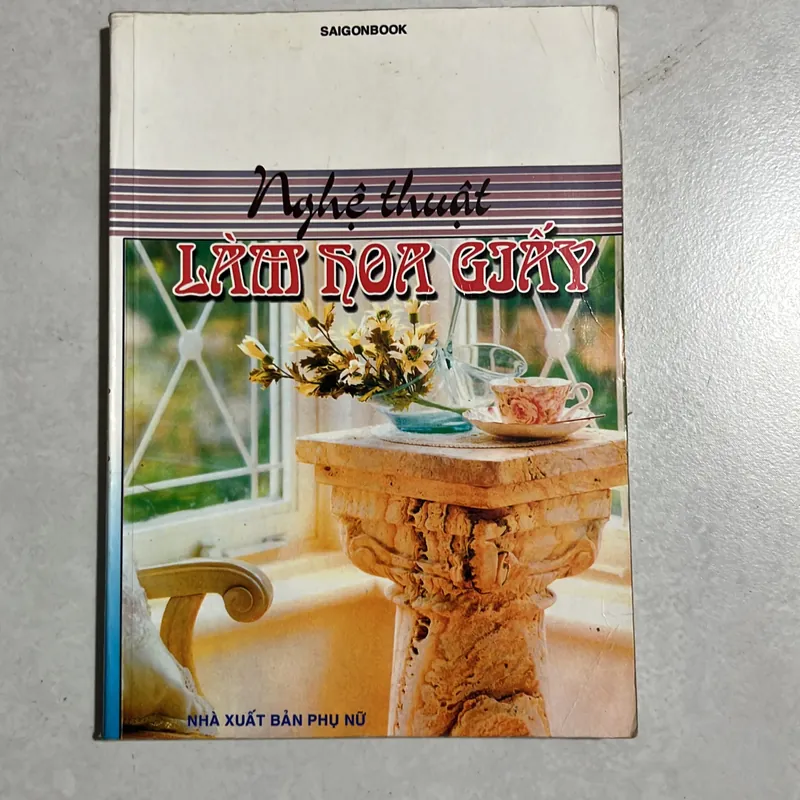 SAIGONBOOK
Nghệ thuật
LÀM HOA GIẤY
NHÀ XUẤT BẢN PHỤ NỮ